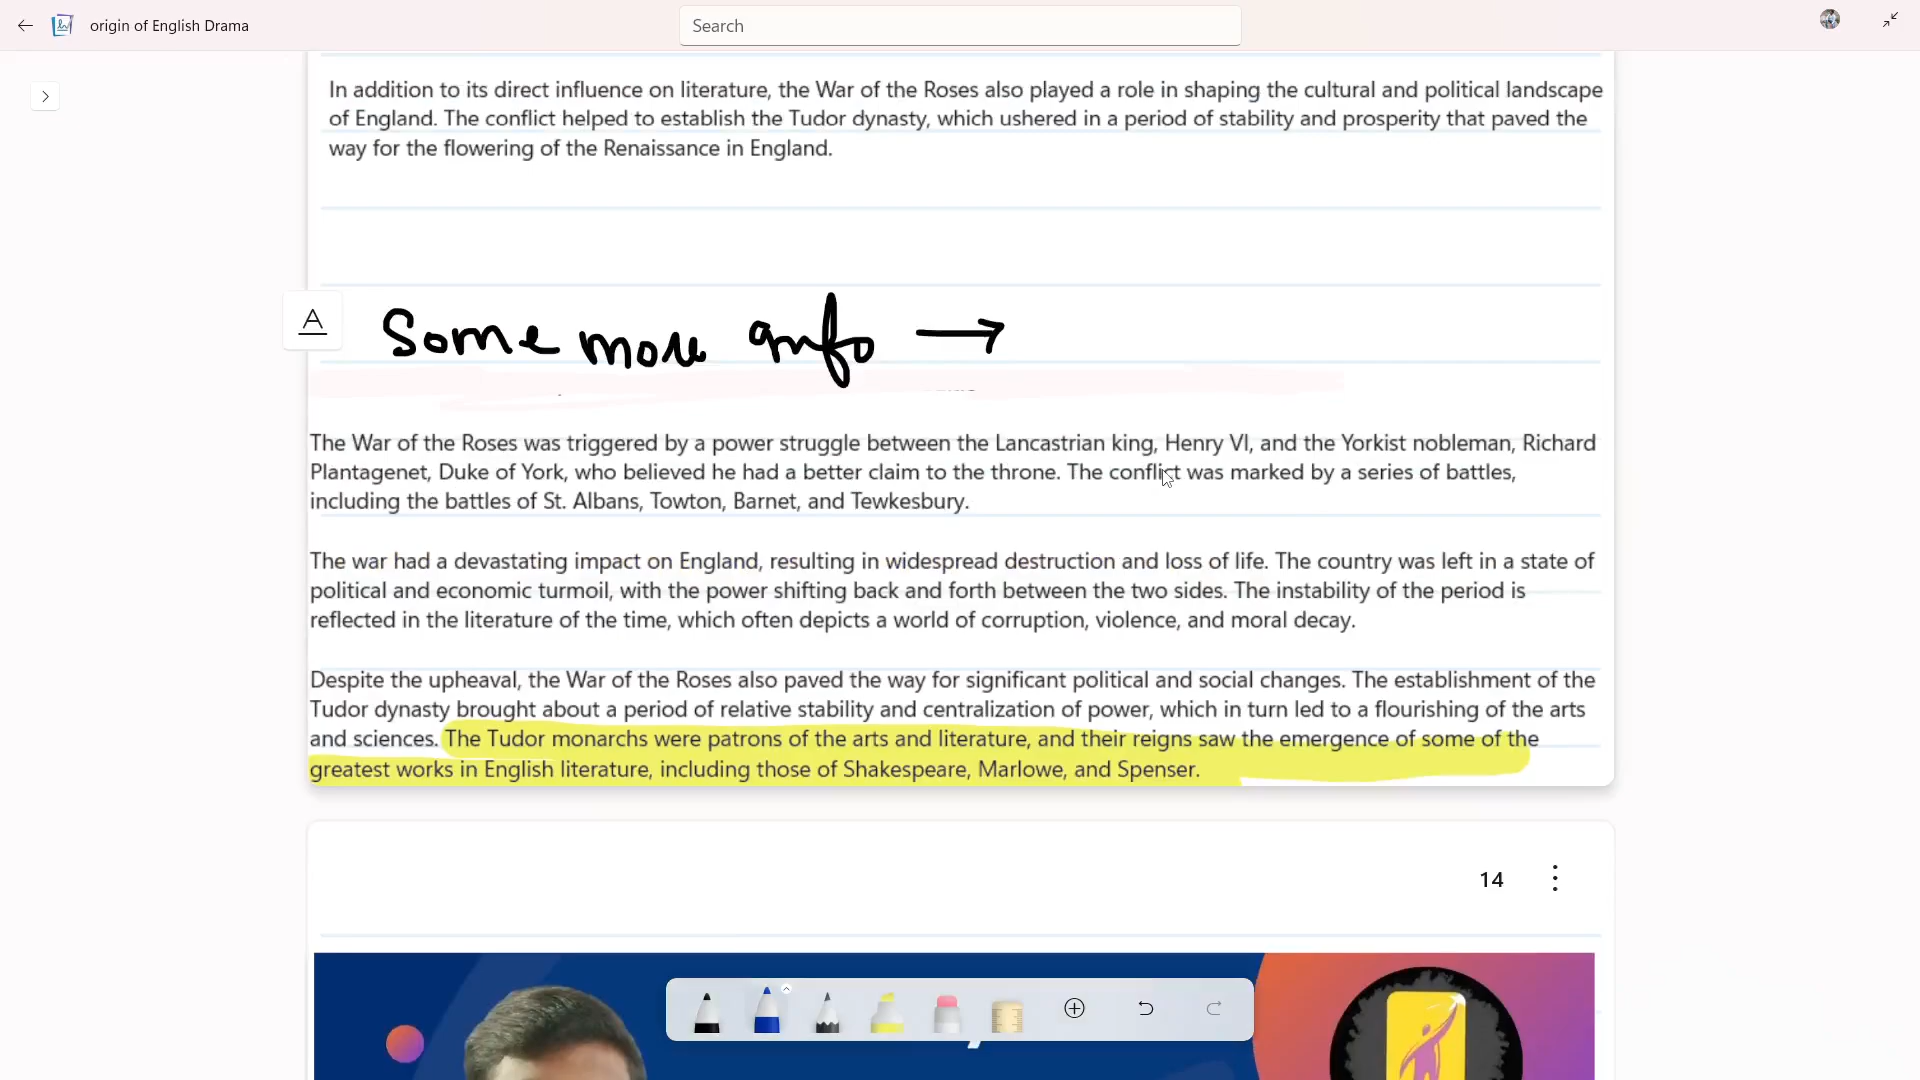 origin of English Drama
Search
In addition to its direct influence on literature, the War of the Roses also played a role in shaping the cultural and political landscape
of England. The conflict helped to establish the Tudor dynasty, which ushered in a period of stability and prosperity that paved the
way for the flowering of the Renaissance in England.
A
Some more info →
The War of the Roses was triggered by a power struggle between the Lancastrian king, Henry VI, and the Yorkist nobleman, Richard
Plantagenet, Duke of York, who believed he had a better claim to the throne. The conflict was marked by a series of battles,
including the battles of St. Albans, Towton, Barnet, and Tewkesbury.
The war had a devastating impact on England, resulting in widespread destruction and loss of life. The country was left in a state of
political and economic turmoil, with the power shifting back and forth between the two sides. The instability of the period is
reflected in the literature of the time, which often depicts a world of corruption, violence, and moral decay.
Despite the upheaval, the War of the Roses also paved the way for significant political and social changes. The establishment of the
Tudor dynasty brought about a period of relative stability and centralization of power, which in turn led to a flourishing of the arts
and sciences. The Tudor monarchs were patrons of the arts and literature, and their reigns saw the emergence of some of the
greatest works in English literature, including those of Shakespeare, Marlowe, and Spenser.
14